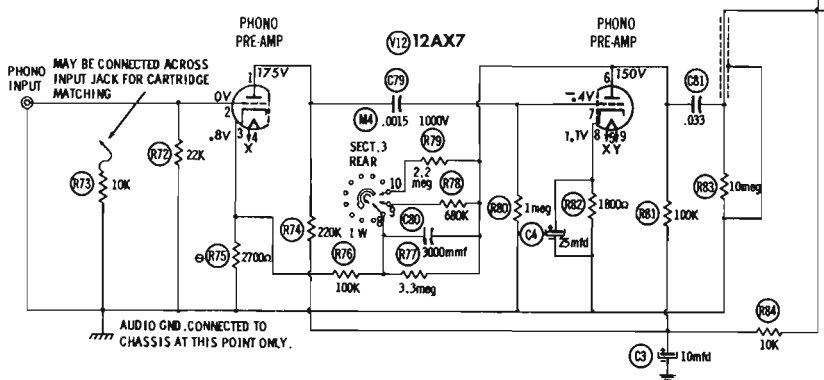 PHONO
PRE-AMP
V12 12AX7
PHONO
PRE-AMP
MAY BE CONNECTED ACROSS
INPUT JACK FOR CARTRIDGE
MATCHING
PHONO
INPUT
1 175V
0V
2
.8V
3 4
X
C79
.0015 1000V
M4
SECT. 3
REAR
R79
2.2
meg
10
R78
680K
9
8
1 W
C80
3000mmf
R77
3.3meg
R76
100K
R72
22K
R73
10K
R75
2700Ω
R74
220K
6 150V
-.4V
7
1.1V
8 5 9
X Y
C81
.033
R80
1meg
R82
1800Ω
C4
25mfd
R81
100K
R83
10meg
R84
10K
C3
10mfd
AUDIO GND. CONNECTED TO
CHASSIS AT THIS POINT ONLY.